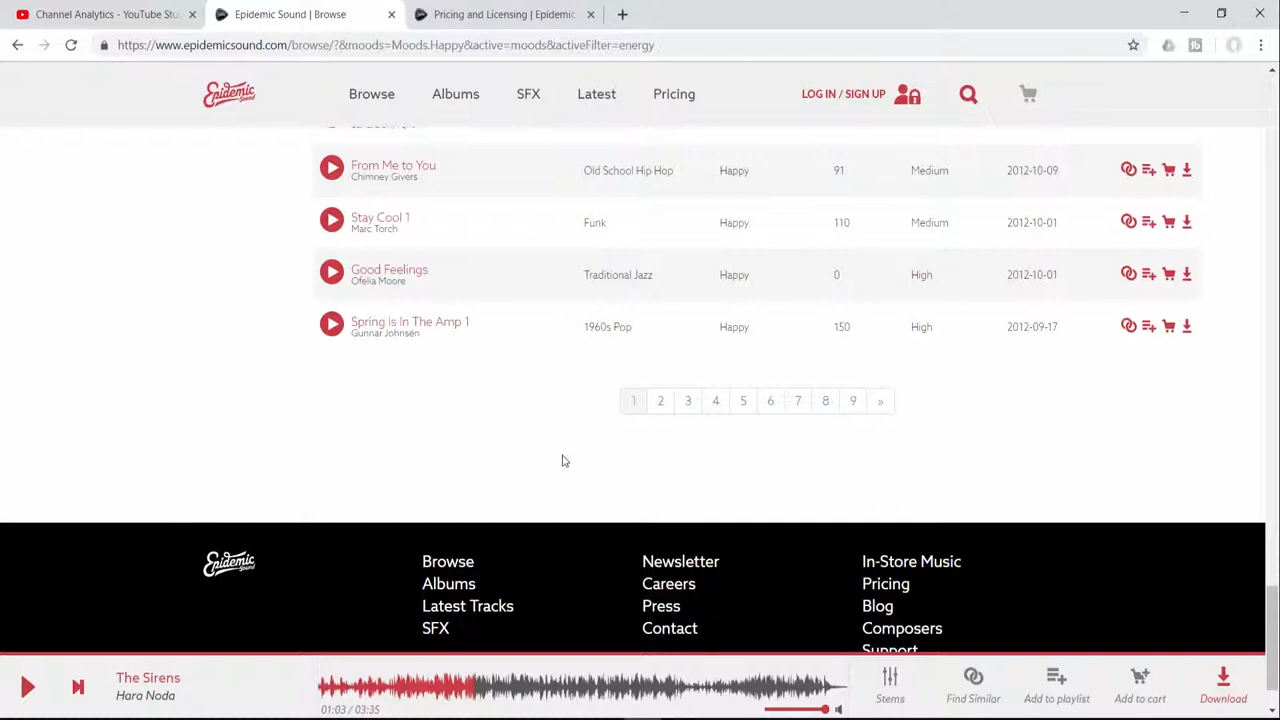 Channel Analytics - YouTube Stu
Epidemic Sound | Browse
Pricing and Licensing | Epidemic
https://www.epidemicsound.com/browse/?&moods=Moods.Happy&active=moods&activeFilter=energy
Epidemic Sound
Browse
Albums
SFX
Latest
Pricing
LOG IN / SIGN UP
From Me to You
Chimney Givers
Old School Hip Hop
Happy
91
Medium
2012-10-09
Stay Cool 1
Marc Torch
Funk
Happy
110
Medium
2012-10-01
Good Feelings
Ofelia Moore
Traditional Jazz
Happy
0
High
2012-10-01
Spring Is In The Amp 1
Gunnar Johnsén
1960s Pop
Happy
150
High
2012-09-17
1 2 3 4 5 6 7 8 9 »
Epidemic Sound
Browse
Albums
Latest Tracks
SFX
Newsletter
Careers
Press
Contact
In-Store Music
Pricing
Blog
Composers
Support
The Sirens
Hara Noda
01:03 / 03:35
Stems
Find Similar
Add to playlist
Add to cart
Download